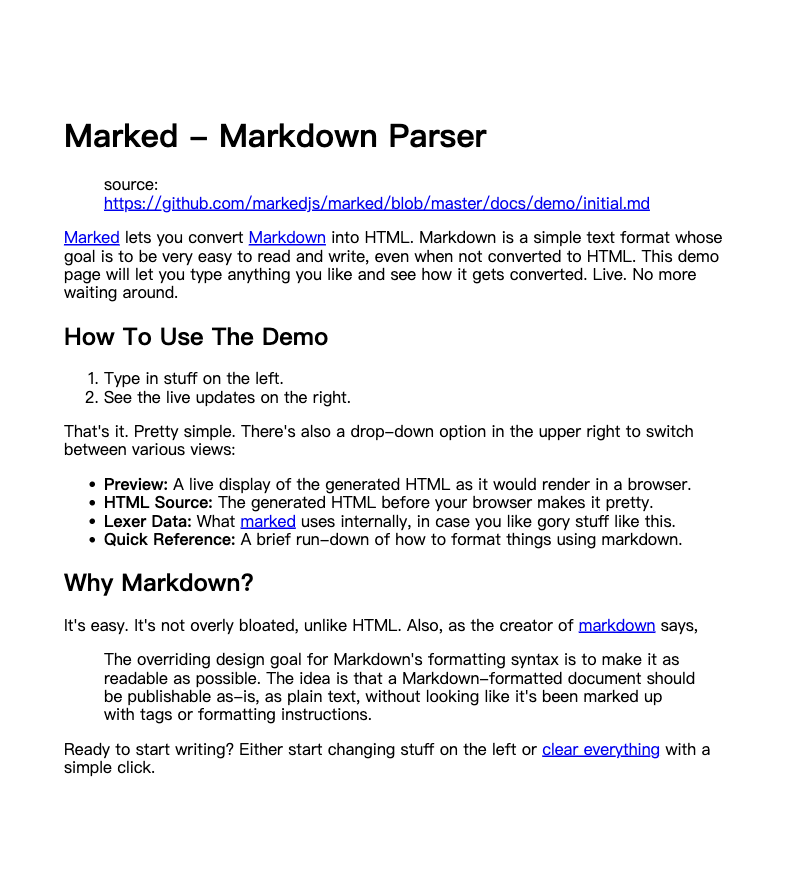 Marked - Markdown Parser
source:
https://github.com/markedjs/marked/blob/master/docs/demo/initial.md
Marked lets you convert Markdown into HTML. Markdown is a simple text format whose
goal is to be very easy to read and write, even when not converted to HTML. This demo
page will let you type anything you like and see how it gets converted. Live. No more
waiting around.
How To Use The Demo
1. Type in stuff on the left.
2. See the live updates on the right.
That's it. Pretty simple. There's also a drop-down option in the upper right to switch
between various views:
• Preview: A live display of the generated HTML as it would render in a browser.
• HTML Source: The generated HTML before your browser makes it pretty.
• Lexer Data: What marked uses internally, in case you like gory stuff like this.
• Quick Reference: A brief run-down of how to format things using markdown.
Why Markdown?
It's easy. It's not overly bloated, unlike HTML. Also, as the creator of markdown says,
The overriding design goal for Markdown's formatting syntax is to make it as
readable as possible. The idea is that a Markdown-formatted document should
be publishable as-is, as plain text, without looking like it's been marked up
with tags or formatting instructions.
Ready to start writing? Either start changing stuff on the left or clear everything with a
simple click.